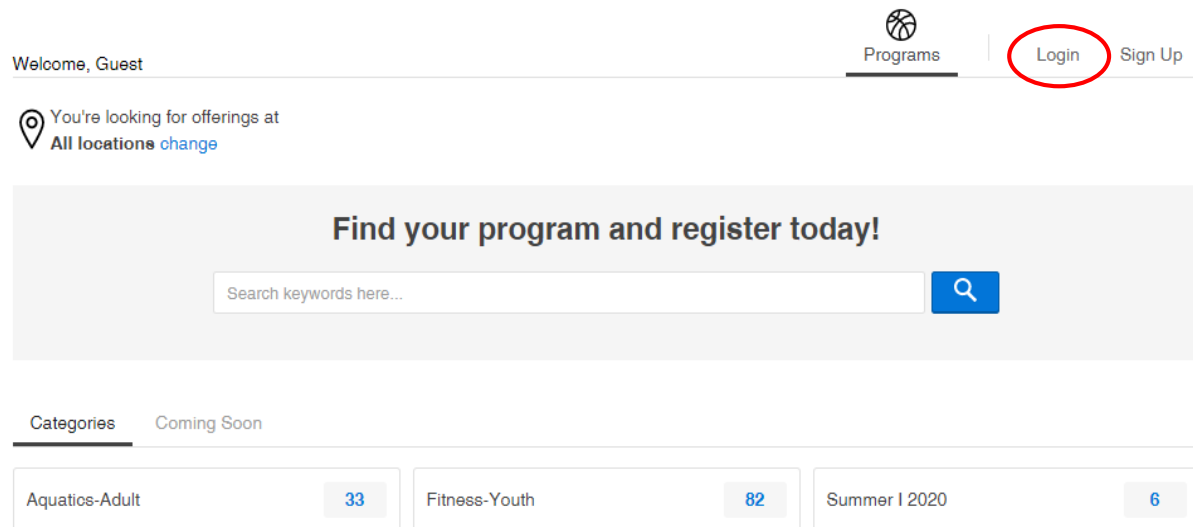 Programs
Welcome, Guest
Login
Sign Up
You're looking for offerings at
All locations change
Find your program and register today!
Search keywords here...
Categories
Coming Soon
Aquatics-Adult 33
Fitness-Youth 82
Summer I 2020 6